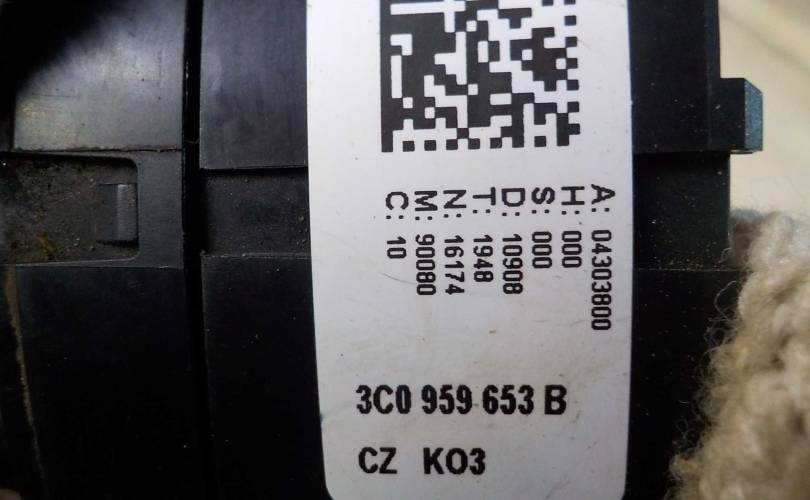 A: 04303800
H: 000
S: 000
D: 10908
T: 1948
N: 16174
M: 90080
C: 10
3C0 959 653 B
CZ KO3